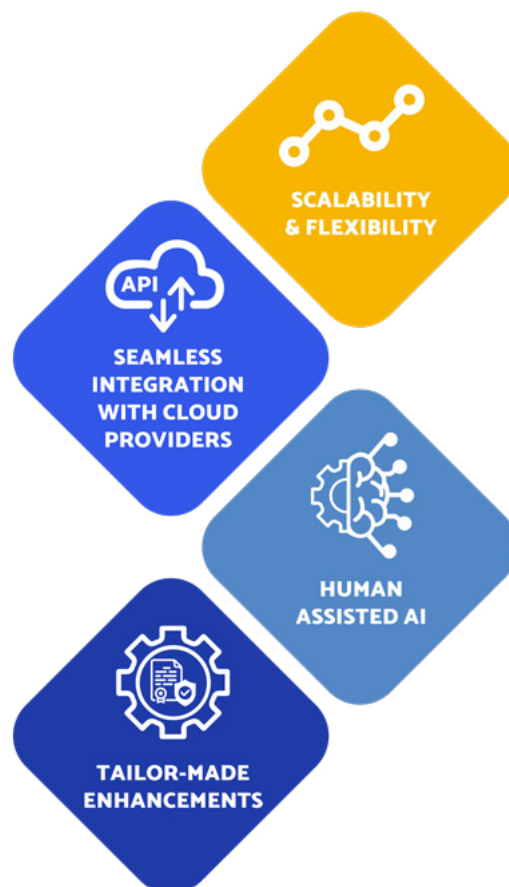 SCALABILITY
& FLEXIBILITY
API
SEAMLESS
INTEGRATION
WITH CLOUD
PROVIDERS
HUMAN
ASSISTED AI
TAILOR-MADE
ENHANCEMENTS